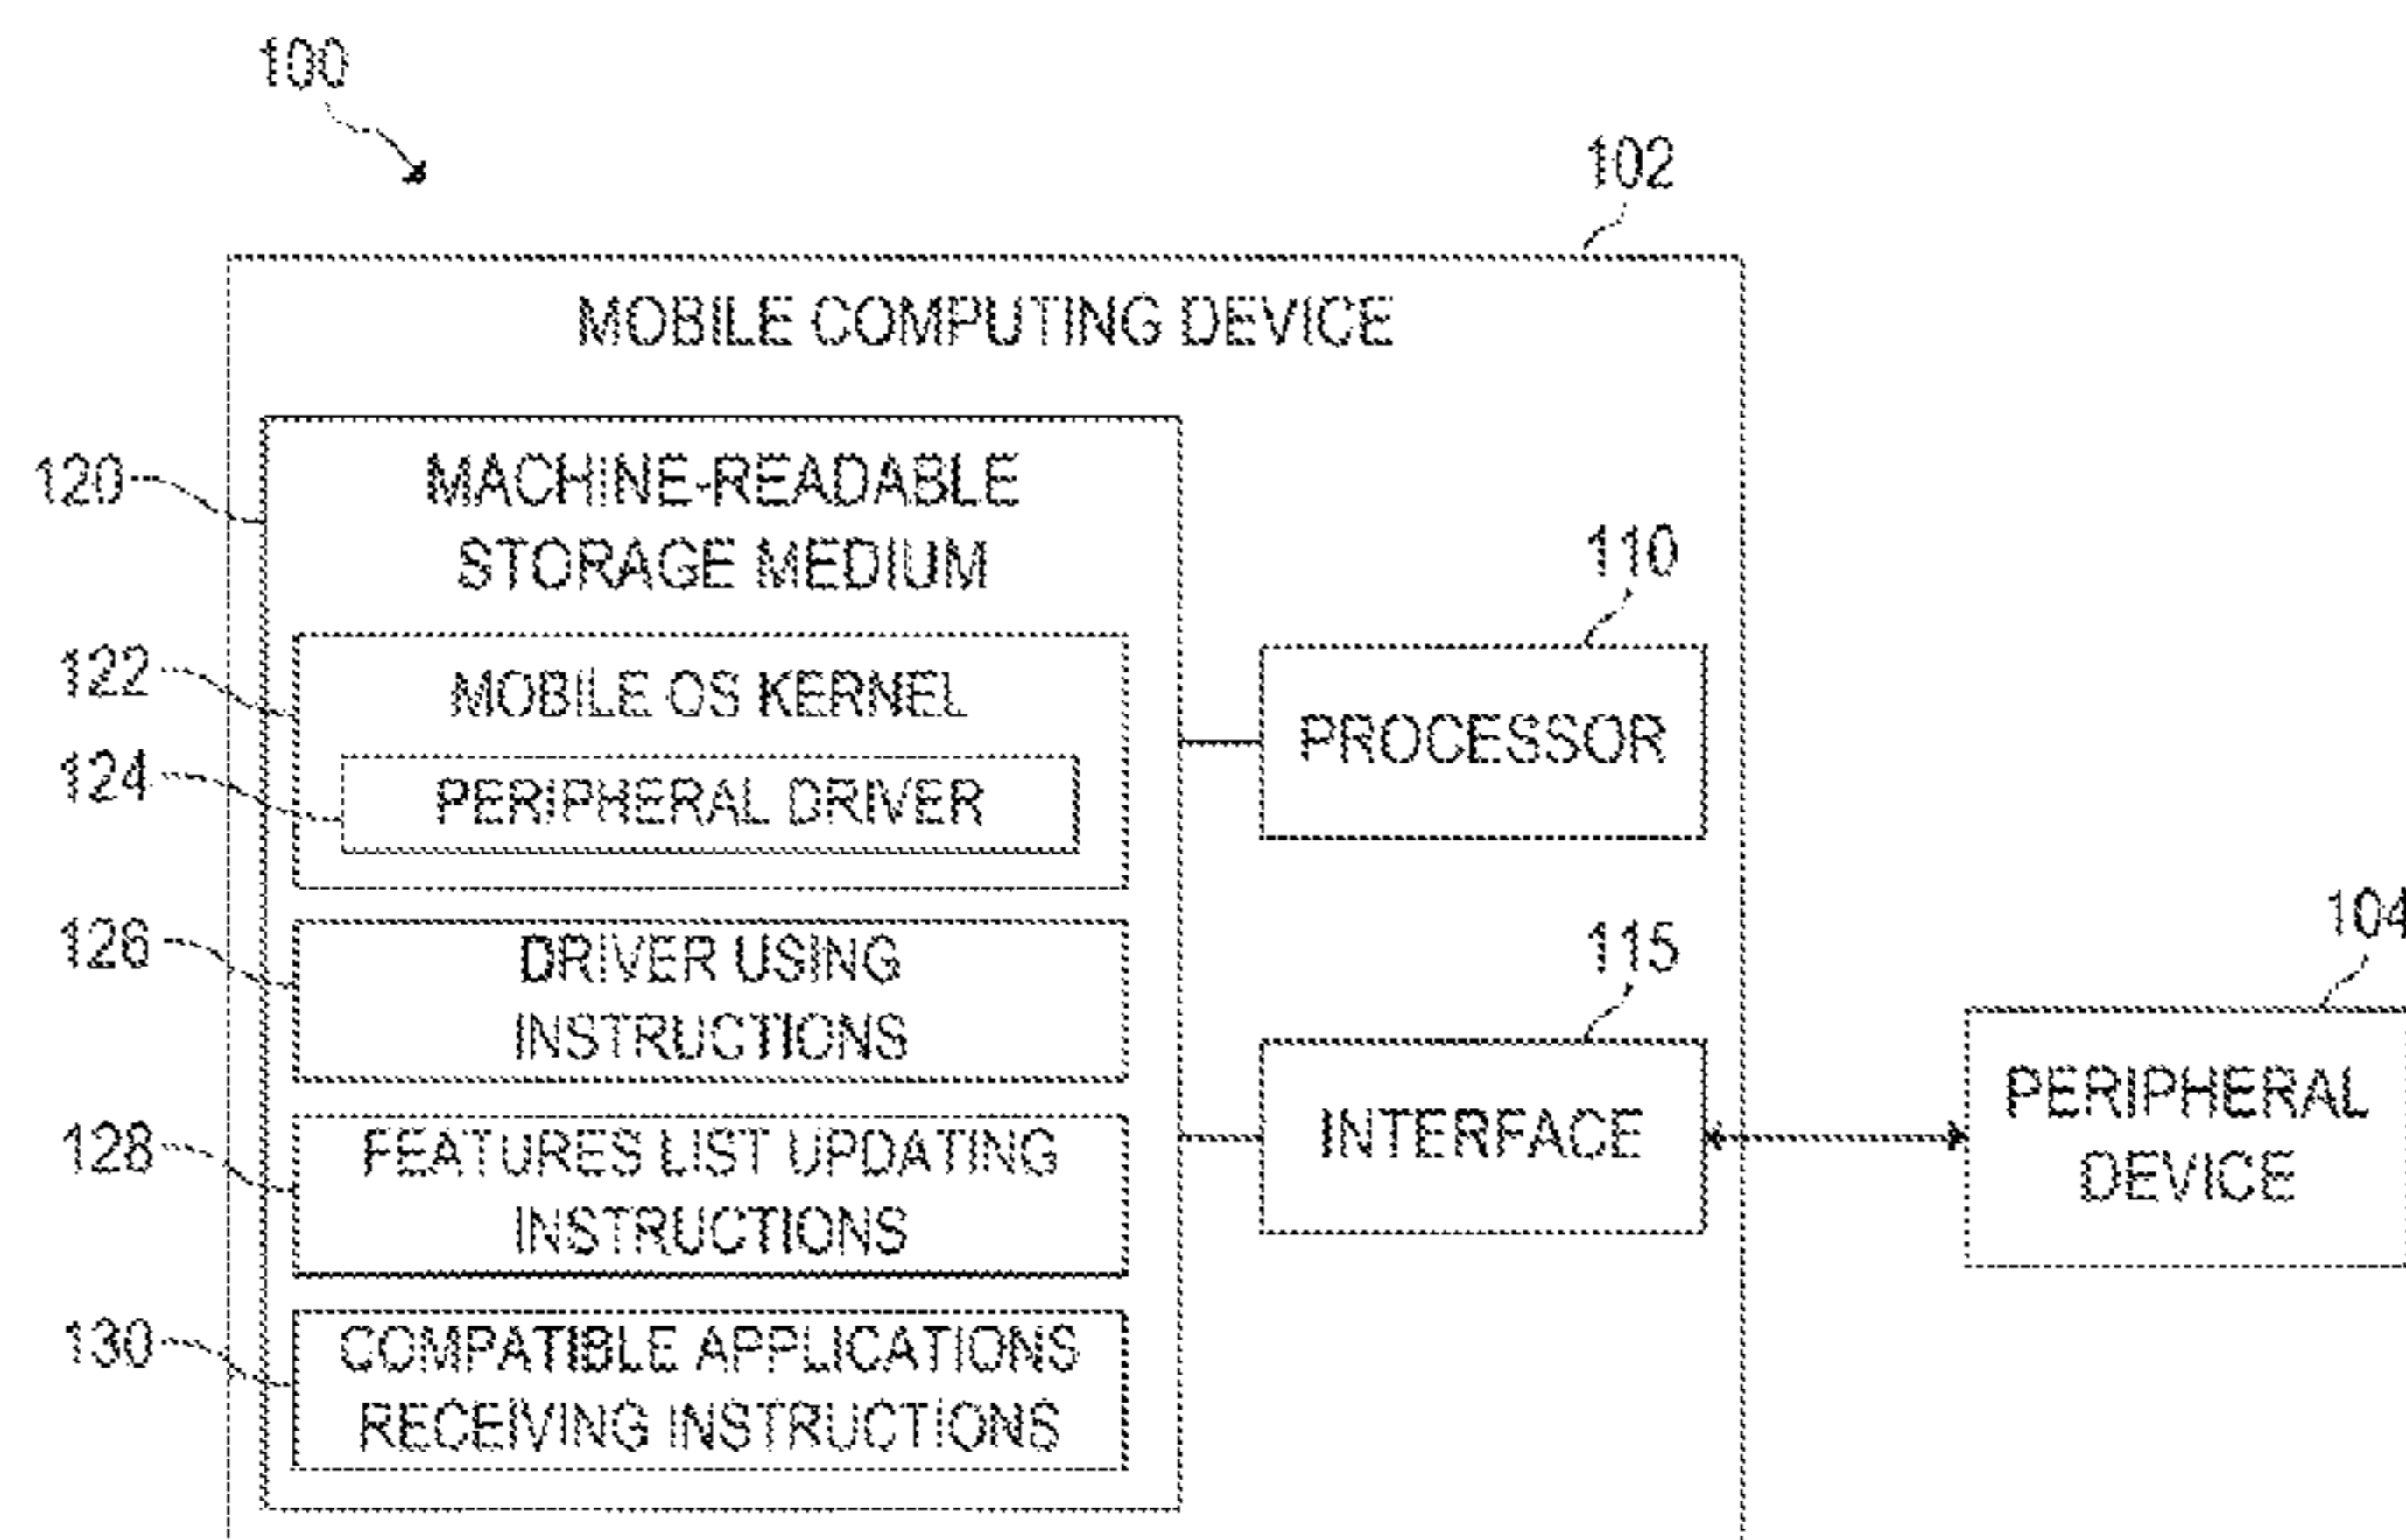 100
102
MOBILE COMPUTING DEVICE
120
MACHINE-READABLE
STORAGE MEDIUM
110
122
MOBILE OS KERNEL
PROCESSOR
124
PERIPHERAL DRIVER
104
126
DRIVER USING
INSTRUCTIONS
115
PERIPHERAL
DEVICE
128
FEATURES LIST UPDATING
INSTRUCTIONS
INTERFACE
130
COMPATIBLE APPLICATIONS
RECEIVING INSTRUCTIONS